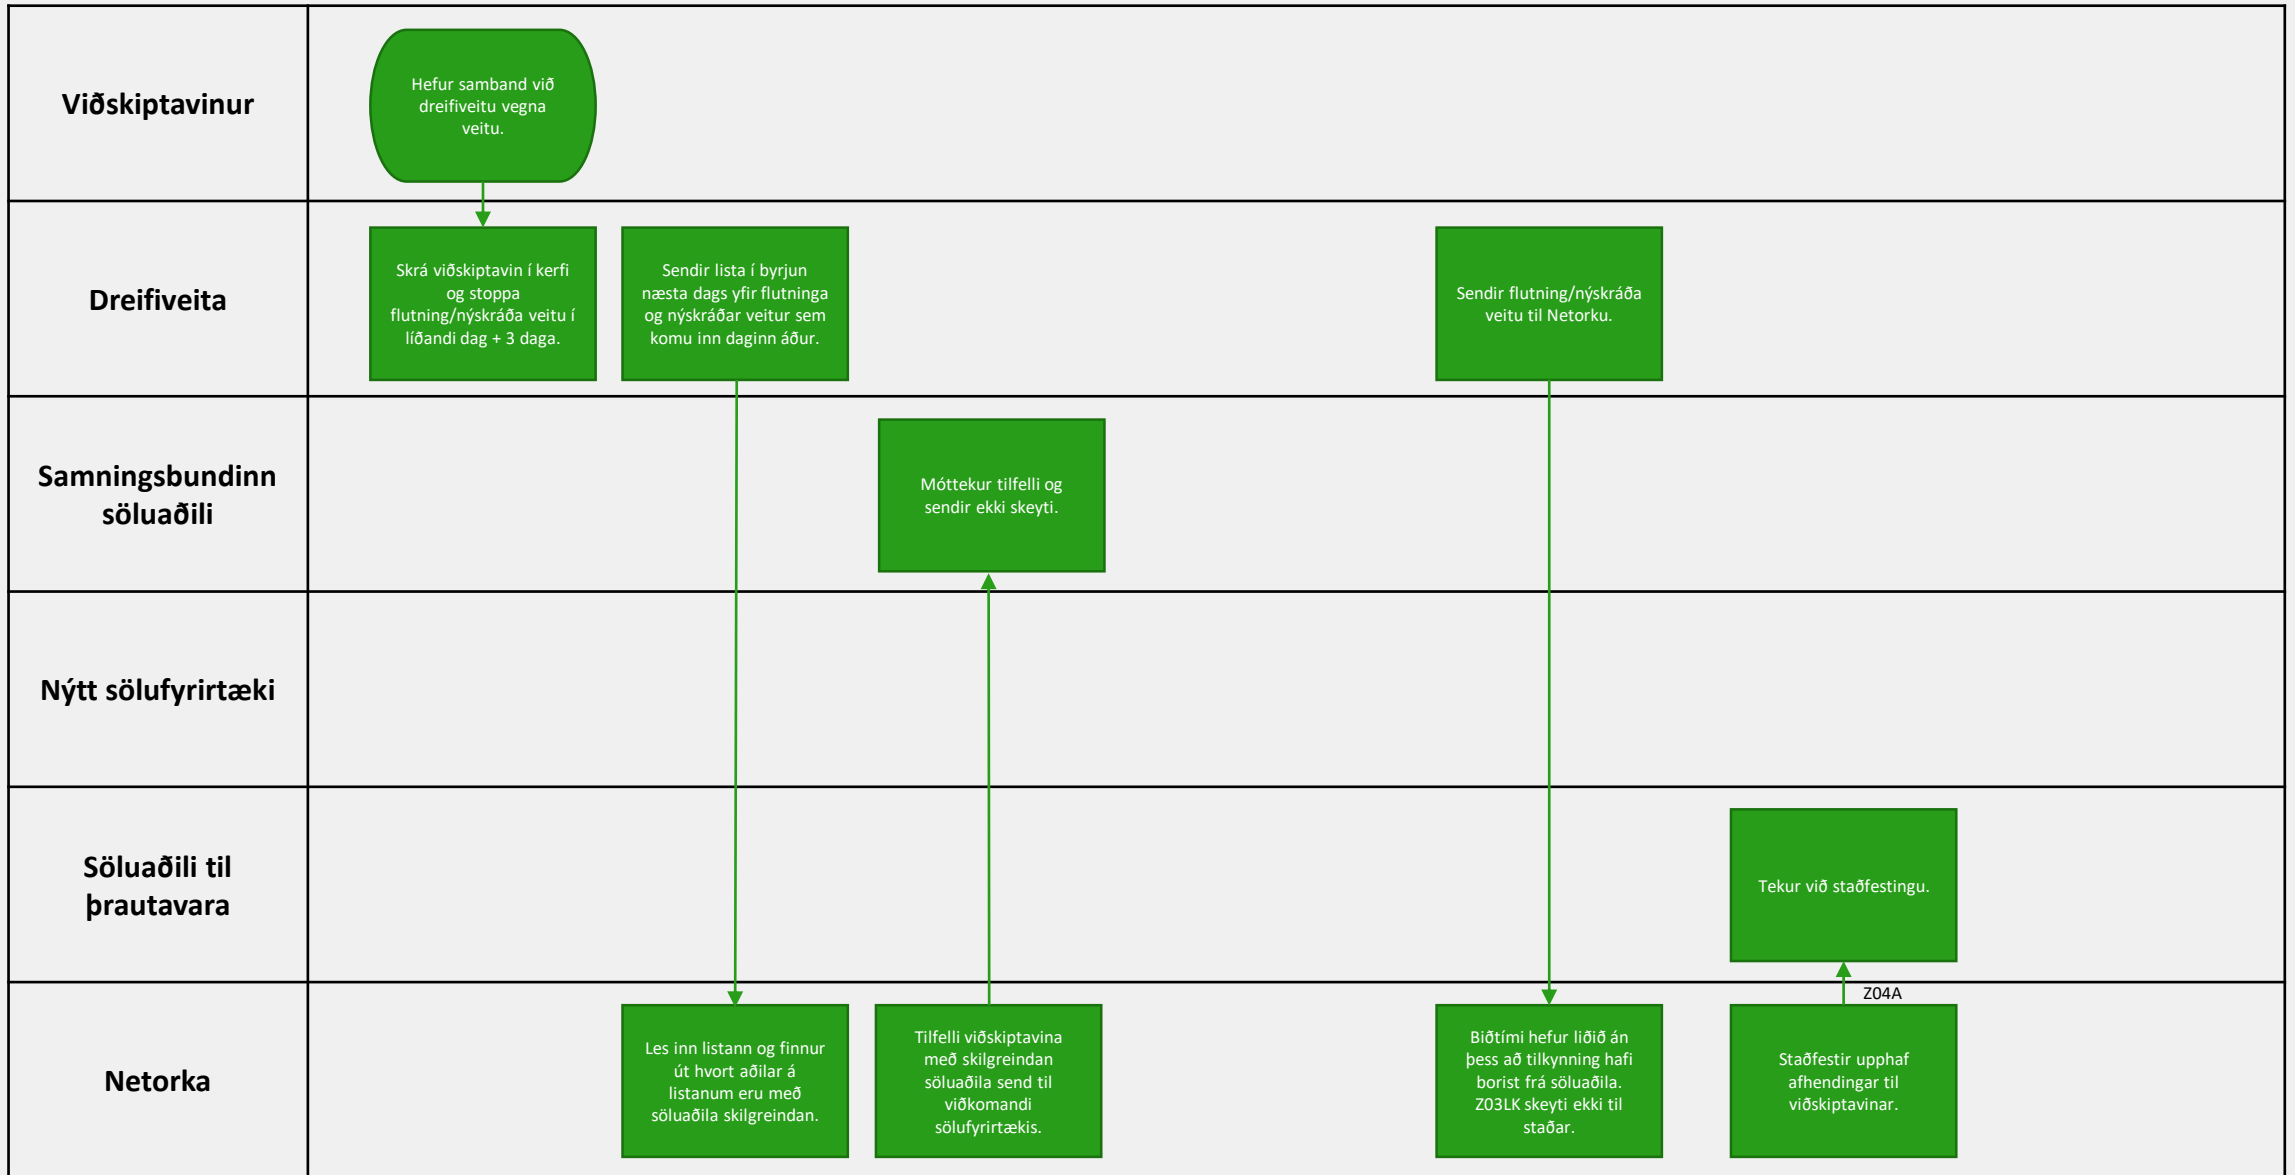 Viðskiptavinur
Hefur samband við
dreifiveitu vegna
veitu.
Dreifiveita
Skrá viðskiptavin í kerfi
og stoppa
flutning/nýskráða veitu í
líðandi dag + 3 daga.
Sendir lista í byrjun
næsta dags yfir flutninga
og nýskráðar veitur sem
komu inn daginn áður.
Sendir flutning/nýskráða
veitu til Netorku.
Samningsbundinn
söluaðili
Móttekur tilfelli og
sendir ekki skeyti.
Nýtt sölufyrirtæki
Söluaðili til
þrautavara
Tekur við staðfestingu.
Z04A
Netorka
Les inn listann og finnur
út hvort aðilar á
listanum eru með
söluaðila skilgreindan.
Tilfelli viðskiptavina
með skilgreindan
söluaðila send til
viðkomandi
sölufyrirtækis.
Biðtími hefur liðið án
þess að tilkynning hafi
borist frá söluaðila.
Z03LK skeyti ekki til
staðar.
Staðfestir upphaf
afhendingar til
viðskiptavinar.